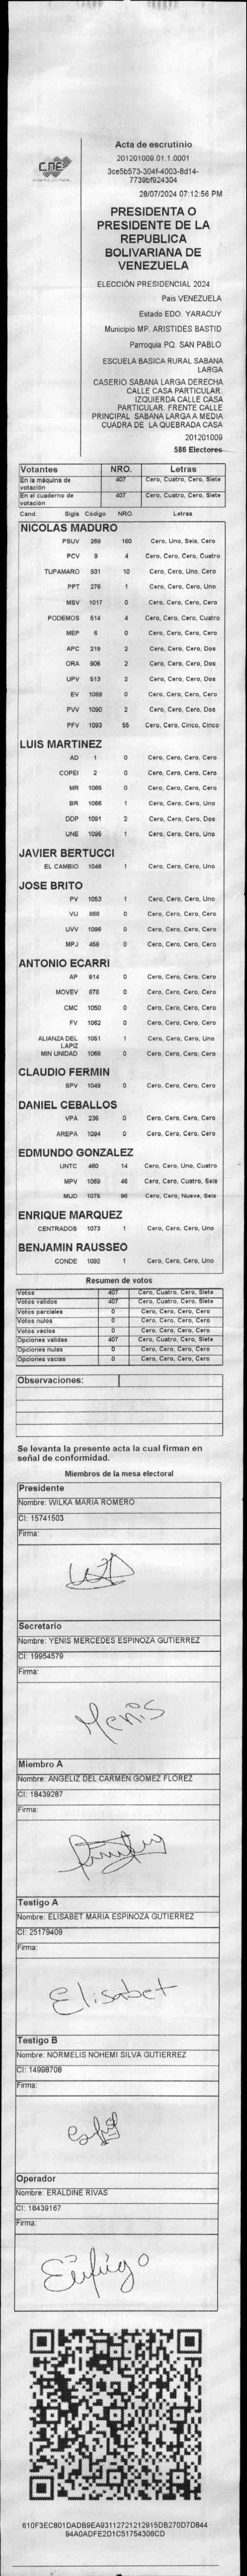 CNE
Acta de escrutinio
201201009.01.1.0001
3ce5b573-304f-4003-8d14-
7739bf924304
28/07/2024 07:12:56 PM
PRESIDENTA O
PRESIDENTE DE LA
REPUBLICA
BOLIVARIANA DE
VENEZUELA
ELECCIÓN PRESIDENCIAL 2024
Pais VENEZUELA
Estado EDO. YARACUY
Municipio MP. ARISTIDES BASTID
Parroquia PQ. SAN PABLO
ESCUELA BASICA RURAL SABANA
LARGA
CASERIO SABANA LARGA DERECHA
CALLE CASA PARTICULAR.
IZQUIERDA CALLE CASA
PARTICULAR. FRENTE CALLE
PRINCIPAL SABANA LARGA A MEDIA
CUADRA DE LA QUEBRADA CASA
201201009
586 Electores
Votantes NRO. Letras
En la máquina de votación 407 Cero, Cuatro, Cero, Siete
En el cuaderno de votación 407 Cero, Cuatro, Cero, Siete
Cand. Sigla Código NRO. Letras
NICOLAS MADURO
PSUV 269 160 Cero, Uno, Seis, Cero
PCV 9 4 Cero, Cero, Cero, Cuatro
TUPAMARO 931 10 Cero, Cero, Uno, Cero
PPT 276 1 Cero, Cero, Cero, Uno
MSV 1017 0 Cero, Cero, Cero, Cero
PODEMOS 514 4 Cero, Cero, Cero, Cuatro
MEP 6 0 Cero, Cero, Cero, Cero
APC 219 2 Cero, Cero, Cero, Dos
ORA 906 2 Cero, Cero, Cero, Dos
UPV 513 2 Cero, Cero, Cero, Dos
EV 1089 0 Cero, Cero, Cero, Cero
PVV 1090 2 Cero, Cero, Cero, Dos
PFV 1093 55 Cero, Cero, Cinco, Cinco
LUIS MARTINEZ
AD 1 0 Cero, Cero, Cero, Cero
COPEI 2 0 Cero, Cero, Cero, Cero
MR 1065 0 Cero, Cero, Cero, Cero
BR 1066 1 Cero, Cero, Cero, Uno
DDP 1091 2 Cero, Cero, Cero, Dos
UNE 1095 1 Cero, Cero, Cero, Uno
JAVIER BERTUCCI
EL CAMBIO 1048 1 Cero, Cero, Cero, Uno
JOSE BRITO
PV 1053 1 Cero, Cero, Cero, Uno
VU 868 0 Cero, Cero, Cero, Cero
UVV 1096 0 Cero, Cero, Cero, Cero
MPJ 458 0 Cero, Cero, Cero, Cero
ANTONIO ECARRI
AP 814 0 Cero, Cero, Cero, Cero
MOVEV 878 0 Cero, Cero, Cero, Cero
CMC 1050 0 Cero, Cero, Cero, Cero
FV 1062 0 Cero, Cero, Cero, Cero
ALIANZA DEL LAPIZ 1051 1 Cero, Cero, Cero, Uno
MIN UNIDAD 1068 0 Cero, Cero, Cero, Cero
CLAUDIO FERMIN
SPV 1049 0 Cero, Cero, Cero, Cero
DANIEL CEBALLOS
VPA 236 0 Cero, Cero, Cero, Cero
AREPA 1094 0 Cero, Cero, Cero, Cero
EDMUNDO GONZALEZ
UNTC 460 14 Cero, Cero, Uno, Cuatro
MPV 1069 46 Cero, Cero, Cuatro, Seis
MUD 1075 96 Cero, Cero, Nueve, Seis
ENRIQUE MARQUEZ
CENTRADOS 1073 1 Cero, Cero, Cero, Uno
BENJAMIN RAUSSEO
CONDE 1092 1 Cero, Cero, Cero, Uno
Resumen de votos
Votos 407 Cero, Cuatro, Cero, Siete
Votos validos 407 Cero, Cuatro, Cero, Siete
Votos parciales 0 Cero, Cero, Cero, Cero
Votos nulos 0 Cero, Cero, Cero, Cero
Votos vacios 0 Cero, Cero, Cero, Cero
Opciones validas 407 Cero, Cuatro, Cero, Siete
Opciones nulas 0 Cero, Cero, Cero, Cero
Opciones vacias 0 Cero, Cero, Cero, Cero
Observaciones:
Se levanta la presente acta la cual firman en
señal de conformidad.
Miembros de la mesa electoral
Presidente
Nombre: WILKA MARIA ROMERO
CI: 15741503
Firma:
Secretario
Nombre: YENIS MERCEDES ESPINOZA GUTIERREZ
CI: 19954579
Firma:
Yenis
Miembro A
Nombre: ANGELIZ DEL CARMEN GOMEZ FLOREZ
CI: 18439287
Firma:
Testigo A
Nombre: ELISABET MARIA ESPINOZA GUTIERREZ
CI: 25179409
Firma:
Elisabet
Testigo B
Nombre: NORMELIS NOHEMI SILVA GUTIERREZ
CI: 14998708
Firma:
Operador
Nombre: ERALDINE RIVAS
CI: 18439167
Firma:
610F3EC801DADB9EA93112721212915DB270D7D844
94A0ADFE2D1C51754306CD